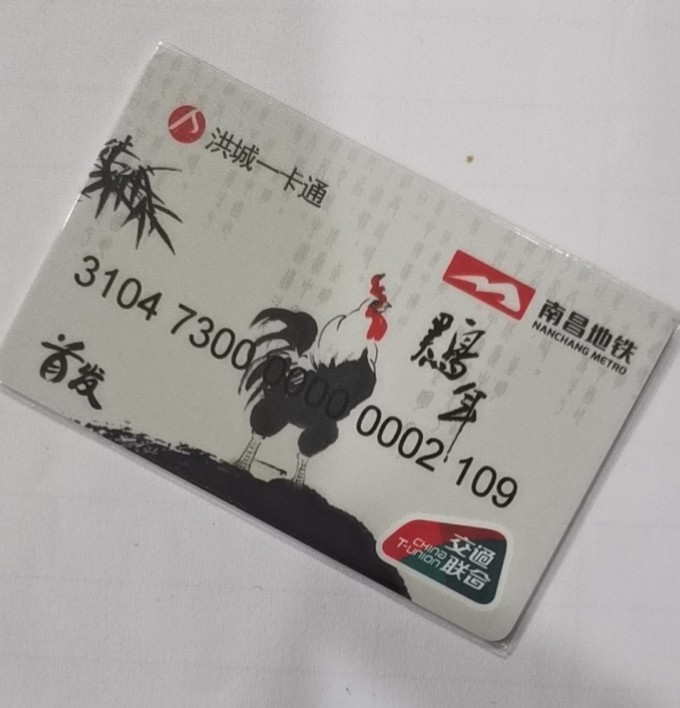 洪城一卡通
南昌地铁
NANCHANG METRO
3104 7300 0000 0002 109
鷄年
首发
交通
联合
CHINA
T-UNION